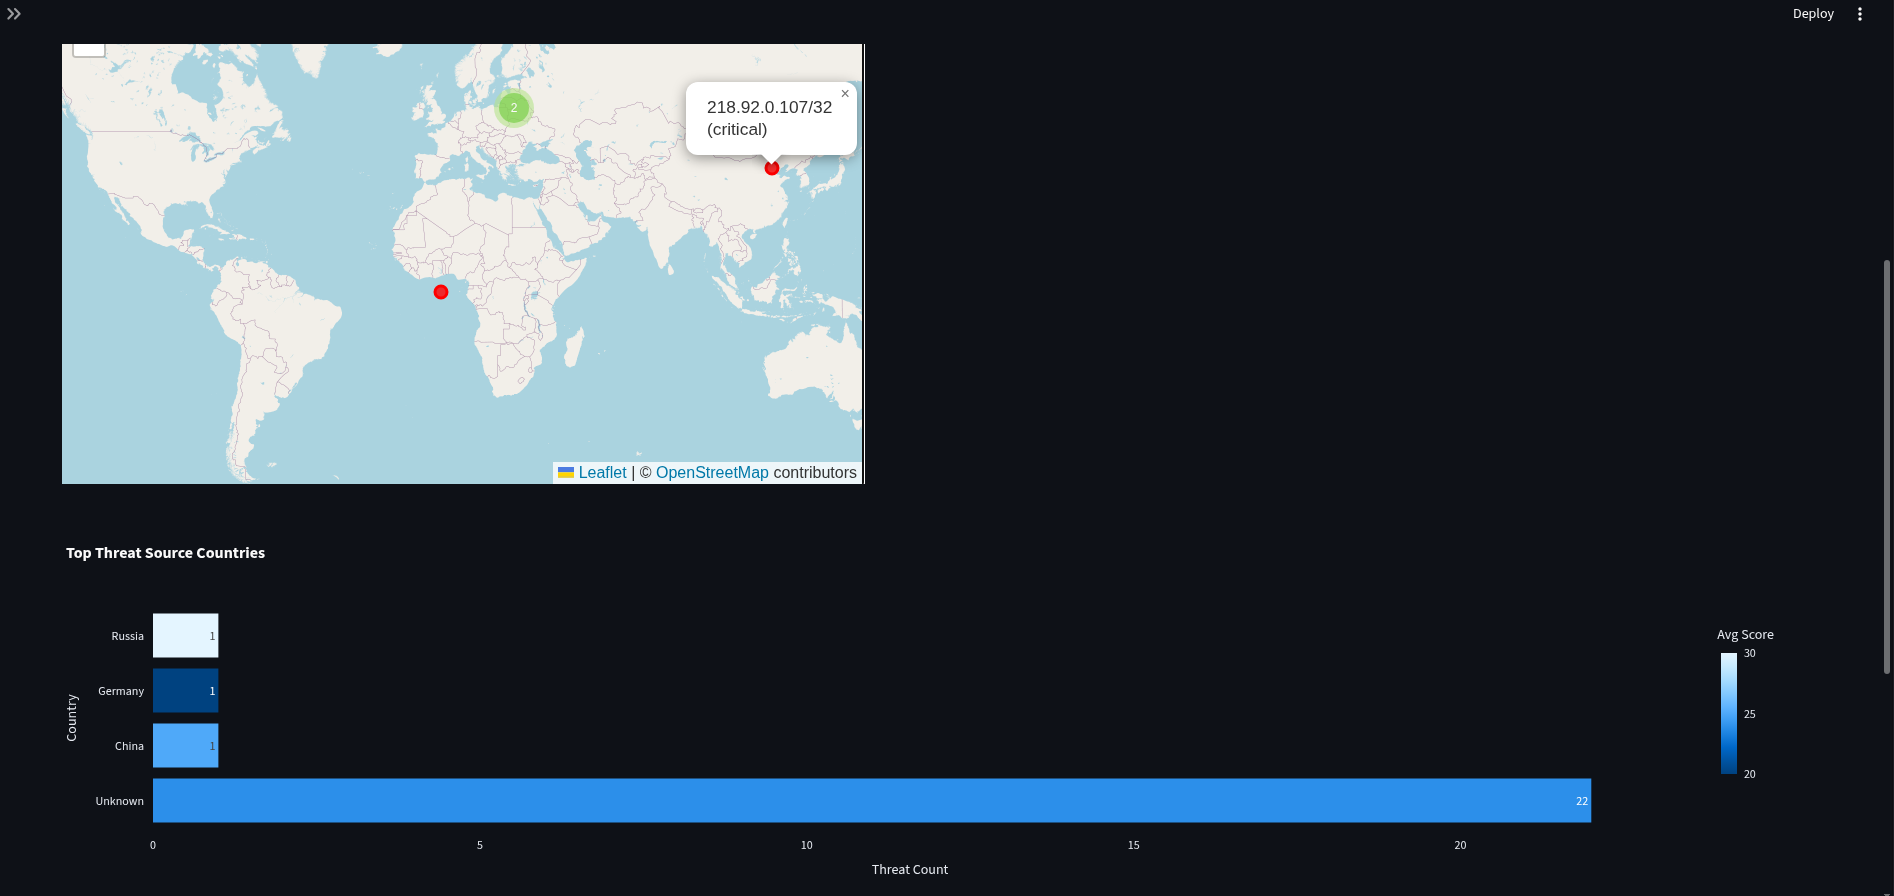 Deploy
2
218.92.0.107/32
(critical)
×
Leaflet | © OpenStreetMap contributors
Top Threat Source Countries
Country
Russia
1
Germany
1
China
1
Unknown
22
0 5 10 15 20
Threat Count
Avg Score
30
25
20